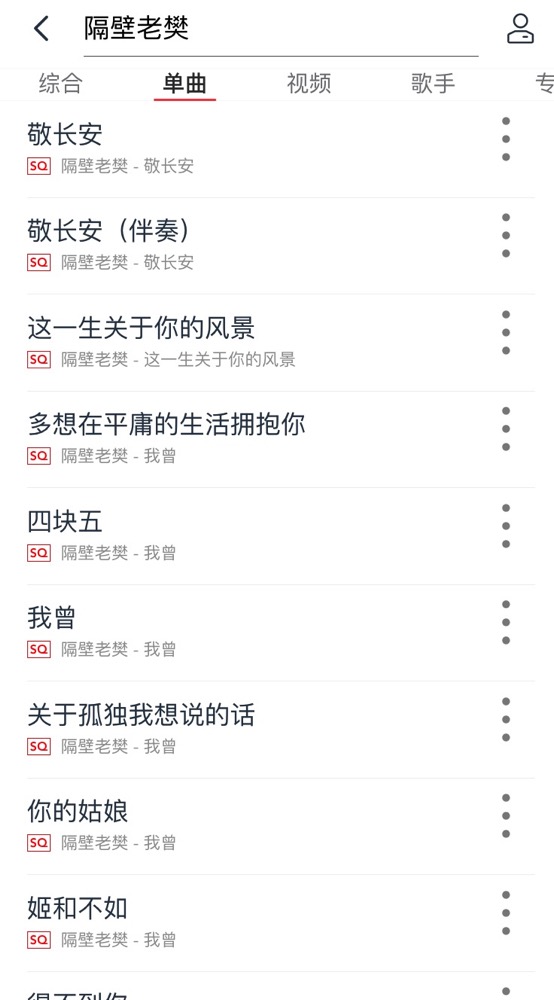 隔壁老樊
综合 单曲 视频 歌手 专
敬长安
SQ 隔壁老樊 - 敬长安
敬长安（伴奏）
SQ 隔壁老樊 - 敬长安
这一生关于你的风景
SQ 隔壁老樊 - 这一生关于你的风景
多想在平庸的生活拥抱你
SQ 隔壁老樊 - 我曾
四块五
SQ 隔壁老樊 - 我曾
我曾
SQ 隔壁老樊 - 我曾
关于孤独我想说的话
SQ 隔壁老樊 - 我曾
你的姑娘
SQ 隔壁老樊 - 我曾
姬和不如
SQ 隔壁老樊 - 我曾
得不到你